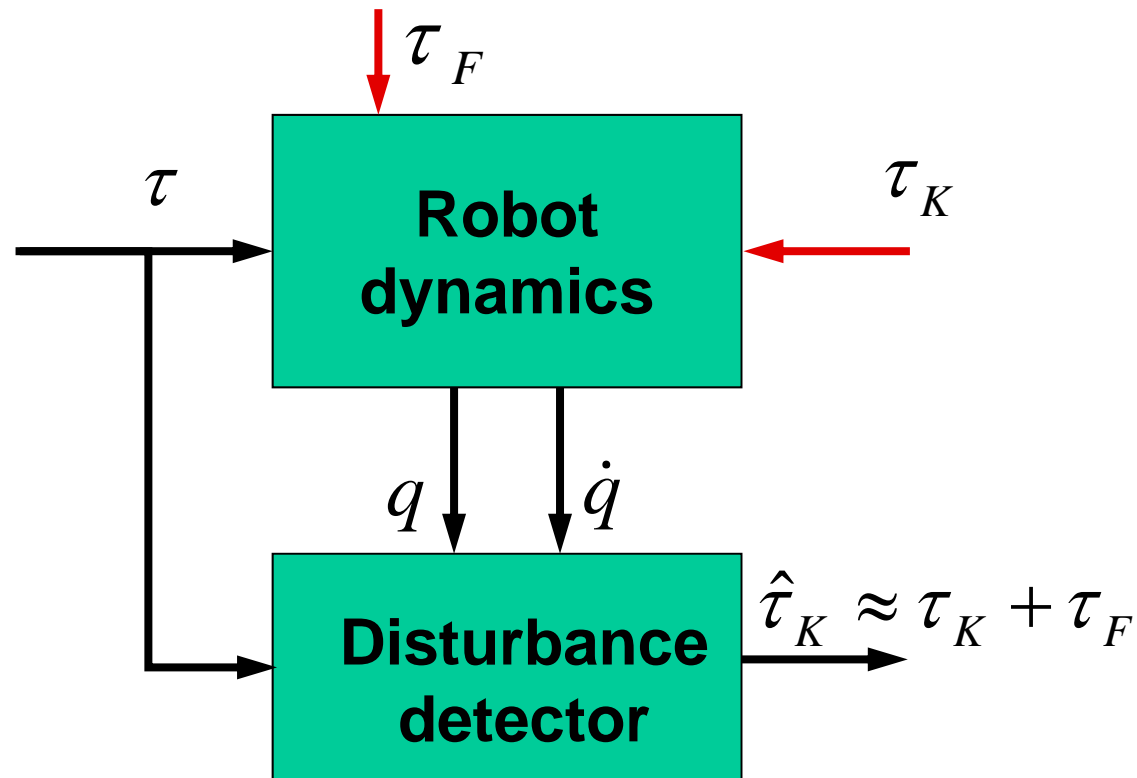 τ_F
τ
Robot
dynamics
τ_K
q
q̇
Disturbance
detector
τ̂_K ≈ τ_K + τ_F